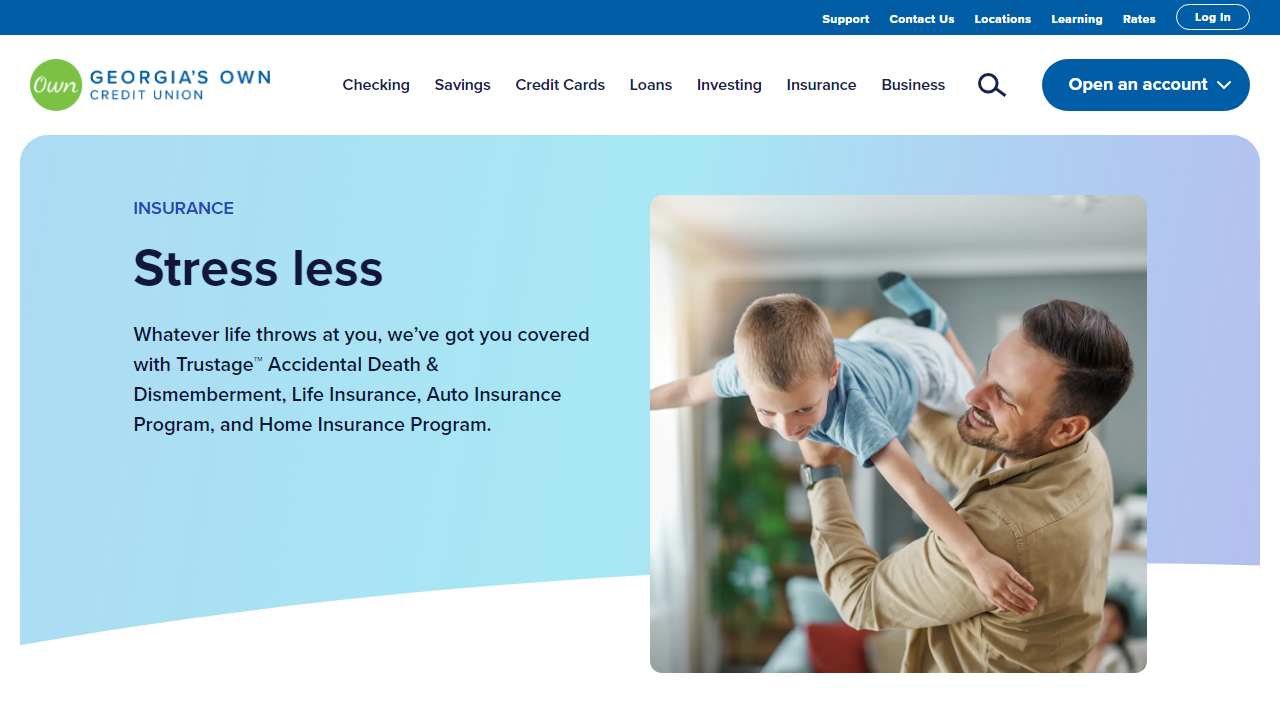 Support Contact Us Locations Learning Rates Log In
Own GEORGIA'S OWN
CREDIT UNION
Checking Savings Credit Cards Loans Investing Insurance Business Open an account
INSURANCE
Stress less
Whatever life throws at you, we’ve got you covered
with Trustage™ Accidental Death &
Dismemberment, Life Insurance, Auto Insurance
Program, and Home Insurance Program.